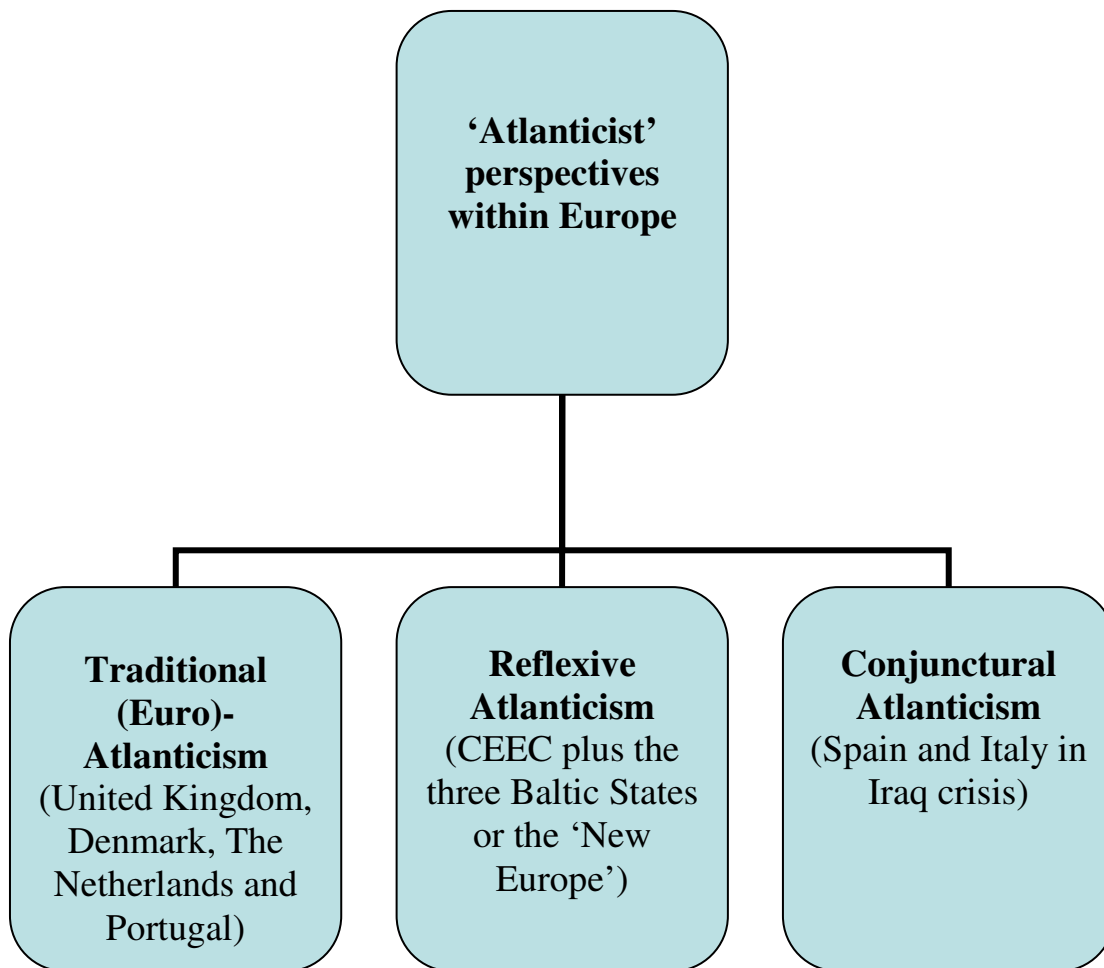 ‘Atlanticist’
perspectives
within Europe
Traditional
(Euro)-
Atlanticism
(United Kingdom,
Denmark, The
Netherlands and
Portugal)
Reflexive
Atlanticism
(CEEC plus the
three Baltic States
or the ‘New
Europe’)
Conjunctural
Atlanticism
(Spain and Italy in
Iraq crisis)